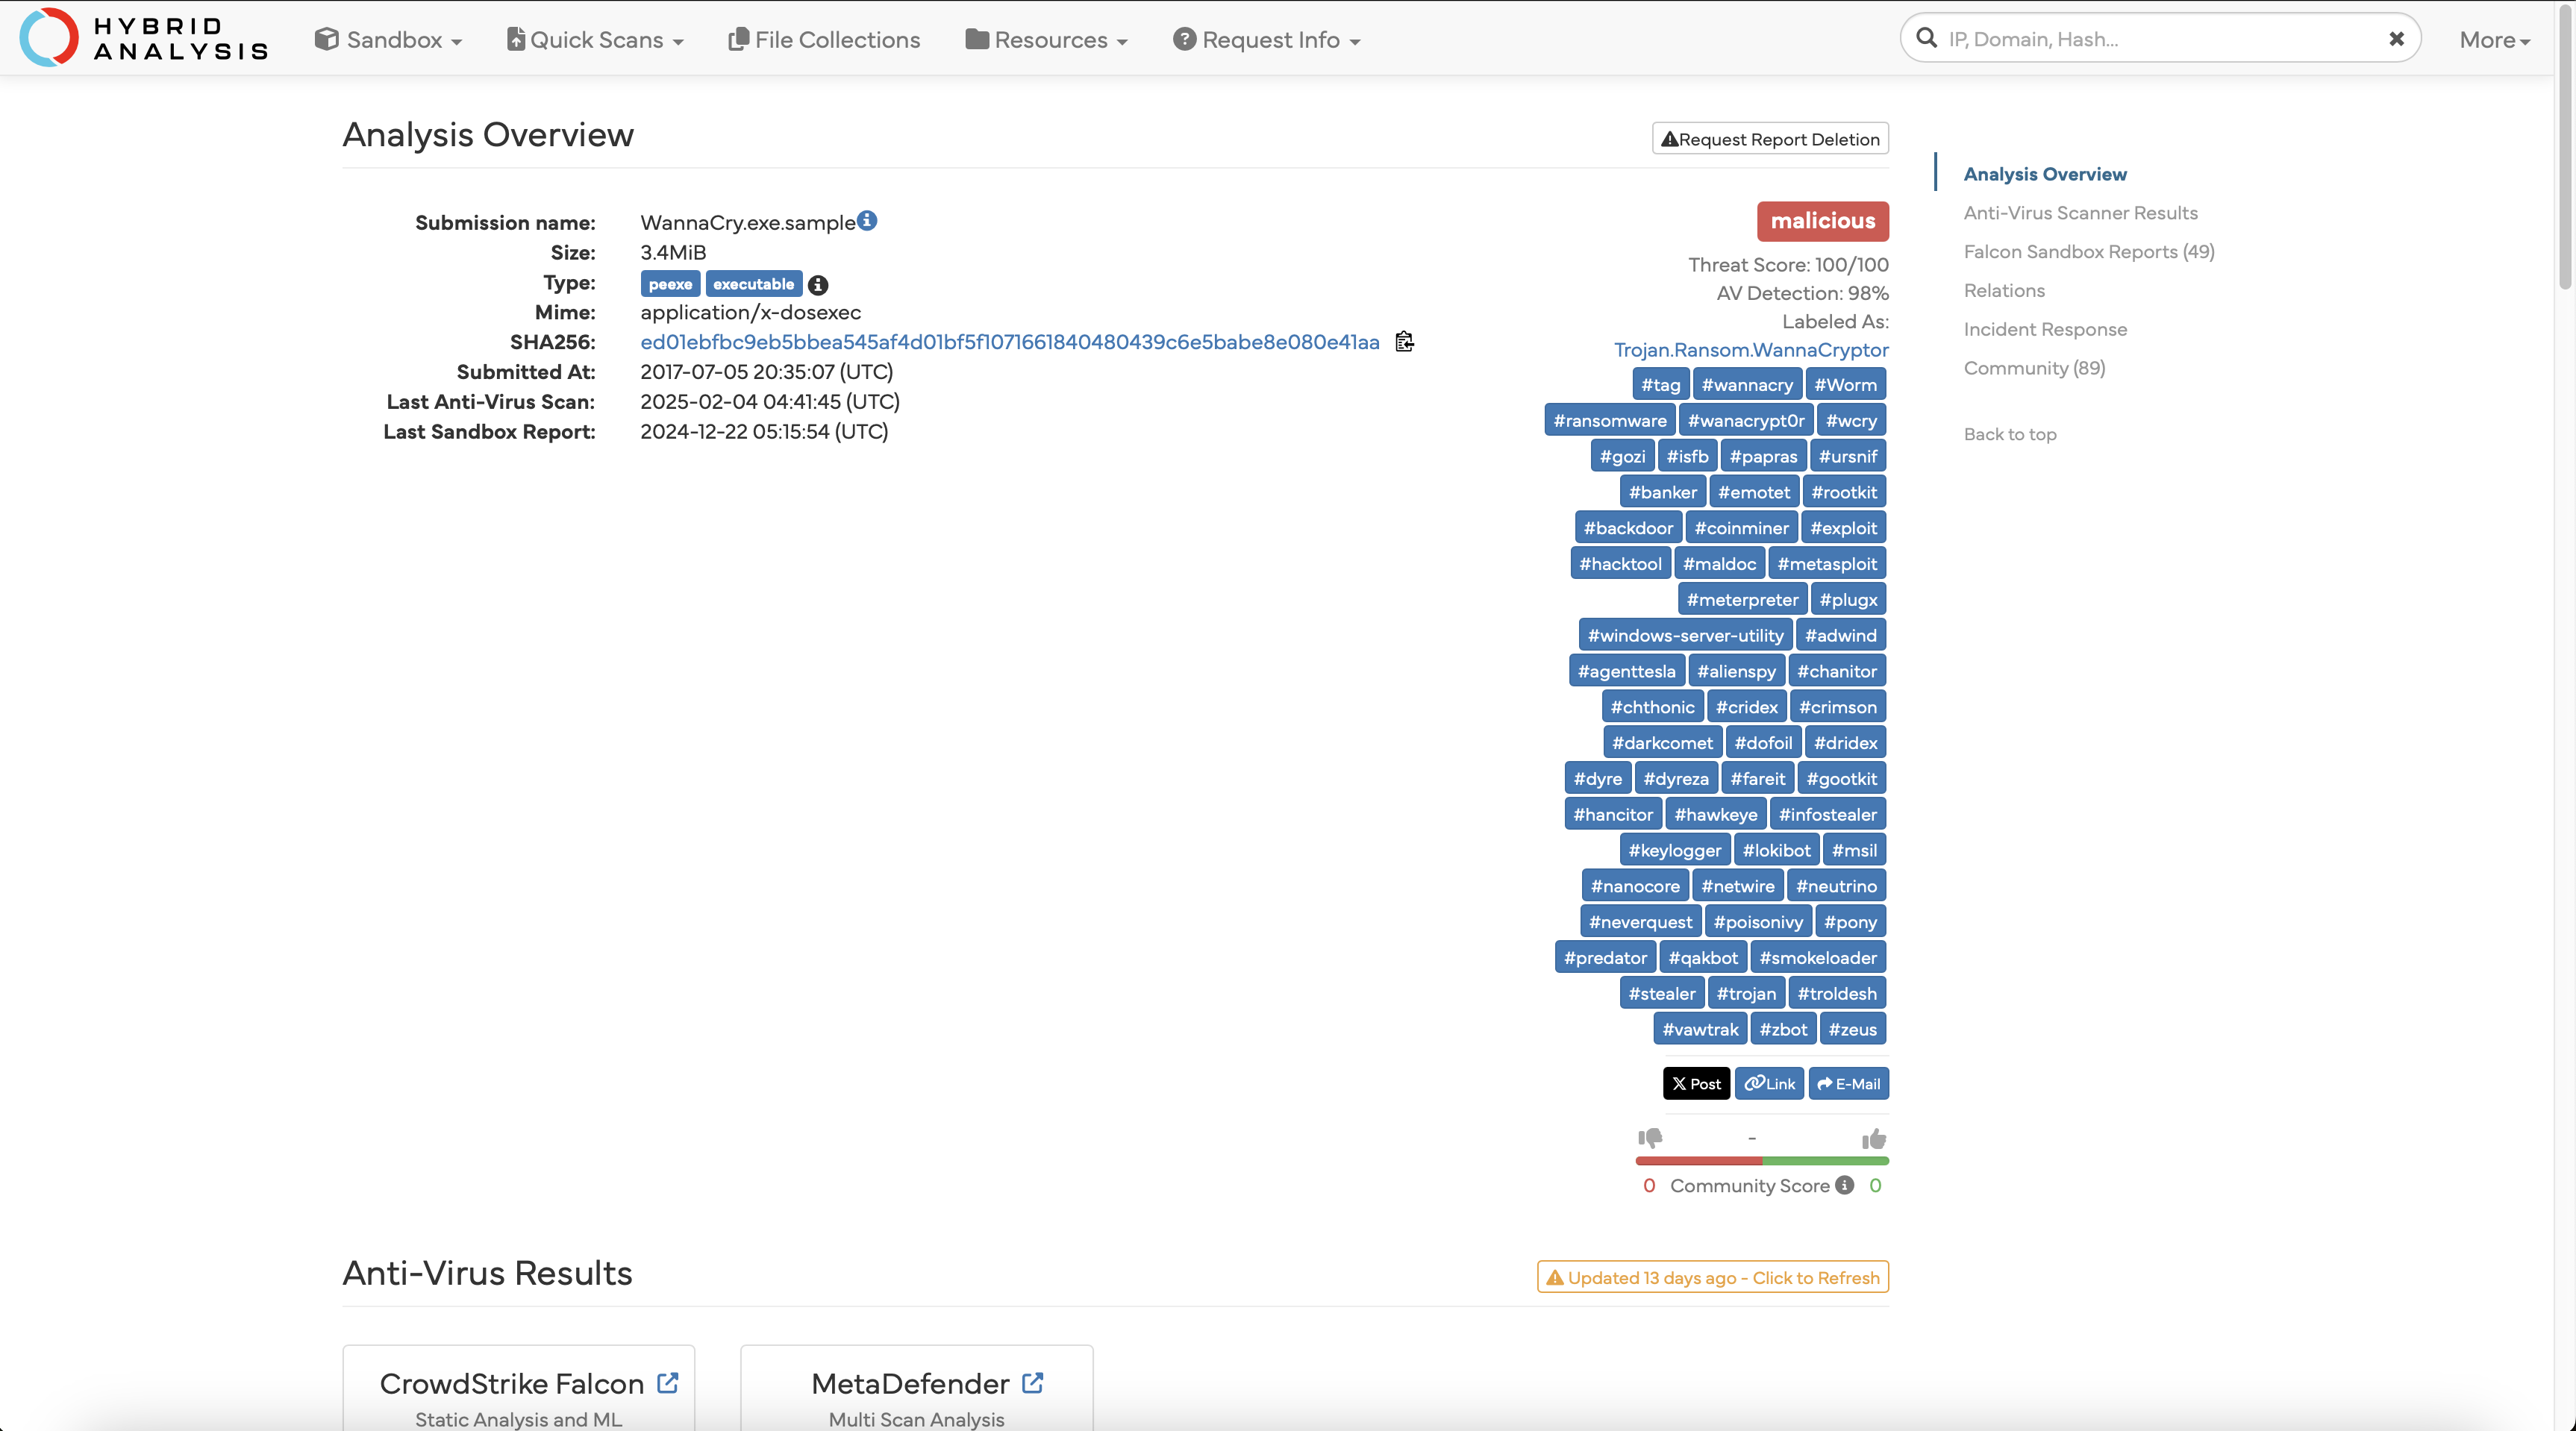 HYBRID
ANALYSIS
Sandbox
Quick Scans
File Collections
Resources
Request Info
IP, Domain, Hash...
More
Analysis Overview
Request Report Deletion
Submission name: WannaCry.exe.sample
Size: 3.4MiB
Type: peexe executable
Mime: application/x-dosexec
SHA256: ed01ebfbc9eb5bbea545af4d01bf5f1071661840480439c6e5babe8e080e41aa
Submitted At: 2017-07-05 20:35:07 (UTC)
Last Anti-Virus Scan: 2025-02-04 04:41:45 (UTC)
Last Sandbox Report: 2024-12-22 05:15:54 (UTC)
malicious
Threat Score: 100/100
AV Detection: 98%
Labeled As:
Trojan.Ransom.WannaCryptor
#tag #wannacry #Worm
#ransomware #wanacrypt0r #wcry
#gozi #isfb #papras #ursnif
#banker #emotet #rootkit
#backdoor #coinminer #exploit
#hacktool #maldoc #metasploit
#meterpreter #plugx
#windows-server-utility #adwind
#agenttesla #alienspy #chanitor
#chthonic #cridex #crimson
#darkcomet #dofoil #dridex
#dyre #dyreza #fareit #gootkit
#hancitor #hawkeye #infostealer
#keylogger #lokibot #msil
#nanocore #netwire #neutrino
#neverquest #poisonivy #pony
#predator #qakbot #smokeloader
#stealer #trojan #troldesh
#vawtrak #zbot #zeus
X Post Link E-Mail
-
0 Community Score 0
Analysis Overview
Anti-Virus Scanner Results
Falcon Sandbox Reports (49)
Relations
Incident Response
Community (89)
Back to top
Anti-Virus Results
Updated 13 days ago - Click to Refresh
CrowdStrike Falcon
Static Analysis and ML
MetaDefender
Multi Scan Analysis